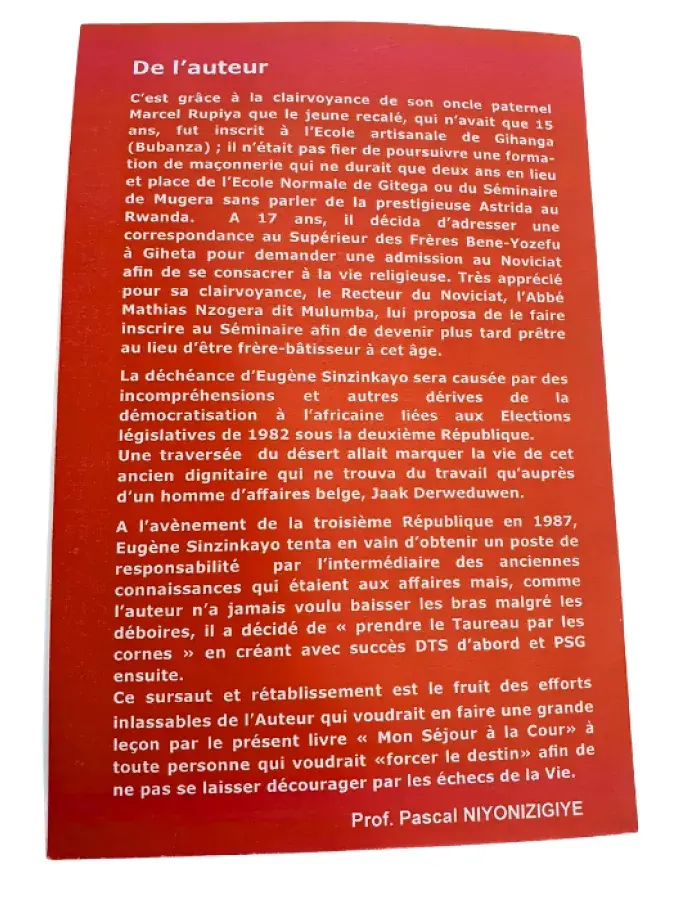 De l'auteur
C'est grâce à la clairvoyance de son oncle paternel
Marcel Rupiya que le jeune recalé, qui n'avait que 15
ans, fut inscrit à l'Ecole artisanale de Gihanga
(Bubanza) ; il n'était pas fier de poursuivre une forma-
tion de maçonnerie qui ne durait que deux ans en lieu
et place de l'Ecole Normale de Gitega ou du Séminaire
de Mugera sans parler de la prestigieuse Astrida au
Rwanda. A 17 ans, il décida d'adresser une
correspondance au Supérieur des Frères Bene-Yozefu
à Giheta pour demander une admission au Noviciat
afin de se consacrer à la vie religieuse. Très apprécié
pour sa clairvoyance, le Recteur du Noviciat, l'Abbé
Mathias Nzogera dit Mulumba, lui proposa de le faire
inscrire au Séminaire afin de devenir plus tard prêtre
au lieu d'être frère-bâtisseur à cet âge.
La déchéance d'Eugène Sinzinkayo sera causée par des
incompréhensions et autres dérives de la
démocratisation à l'africaine liées aux Elections
législatives de 1982 sous la deuxième République.
Une traversée du désert allait marquer la vie de cet
ancien dignitaire qui ne trouva du travail qu'auprès
d'un homme d'affaires belge, Jaak Derweduwen.
A l'avènement de la troisième République en 1987,
Eugène Sinzinkayo tenta en vain d'obtenir un poste de
responsabilité par l'intermédiaire des anciennes
connaissances qui étaient aux affaires mais, comme
l'auteur n'a jamais voulu baisser les bras malgré les
déboires, il a décidé de « prendre le Taureau par les
cornes » en créant avec succès DTS d'abord et PSG
ensuite.
Ce sursaut et rétablissement est le fruit des efforts
inlassables de l'Auteur qui voudrait en faire une grande
leçon par le présent livre « Mon Séjour à la Cour» à
toute personne qui voudrait «forcer le destin» afin de
ne pas se laisser décourager par les échecs de la Vie.
Prof. Pascal NIYONIZIGIYE